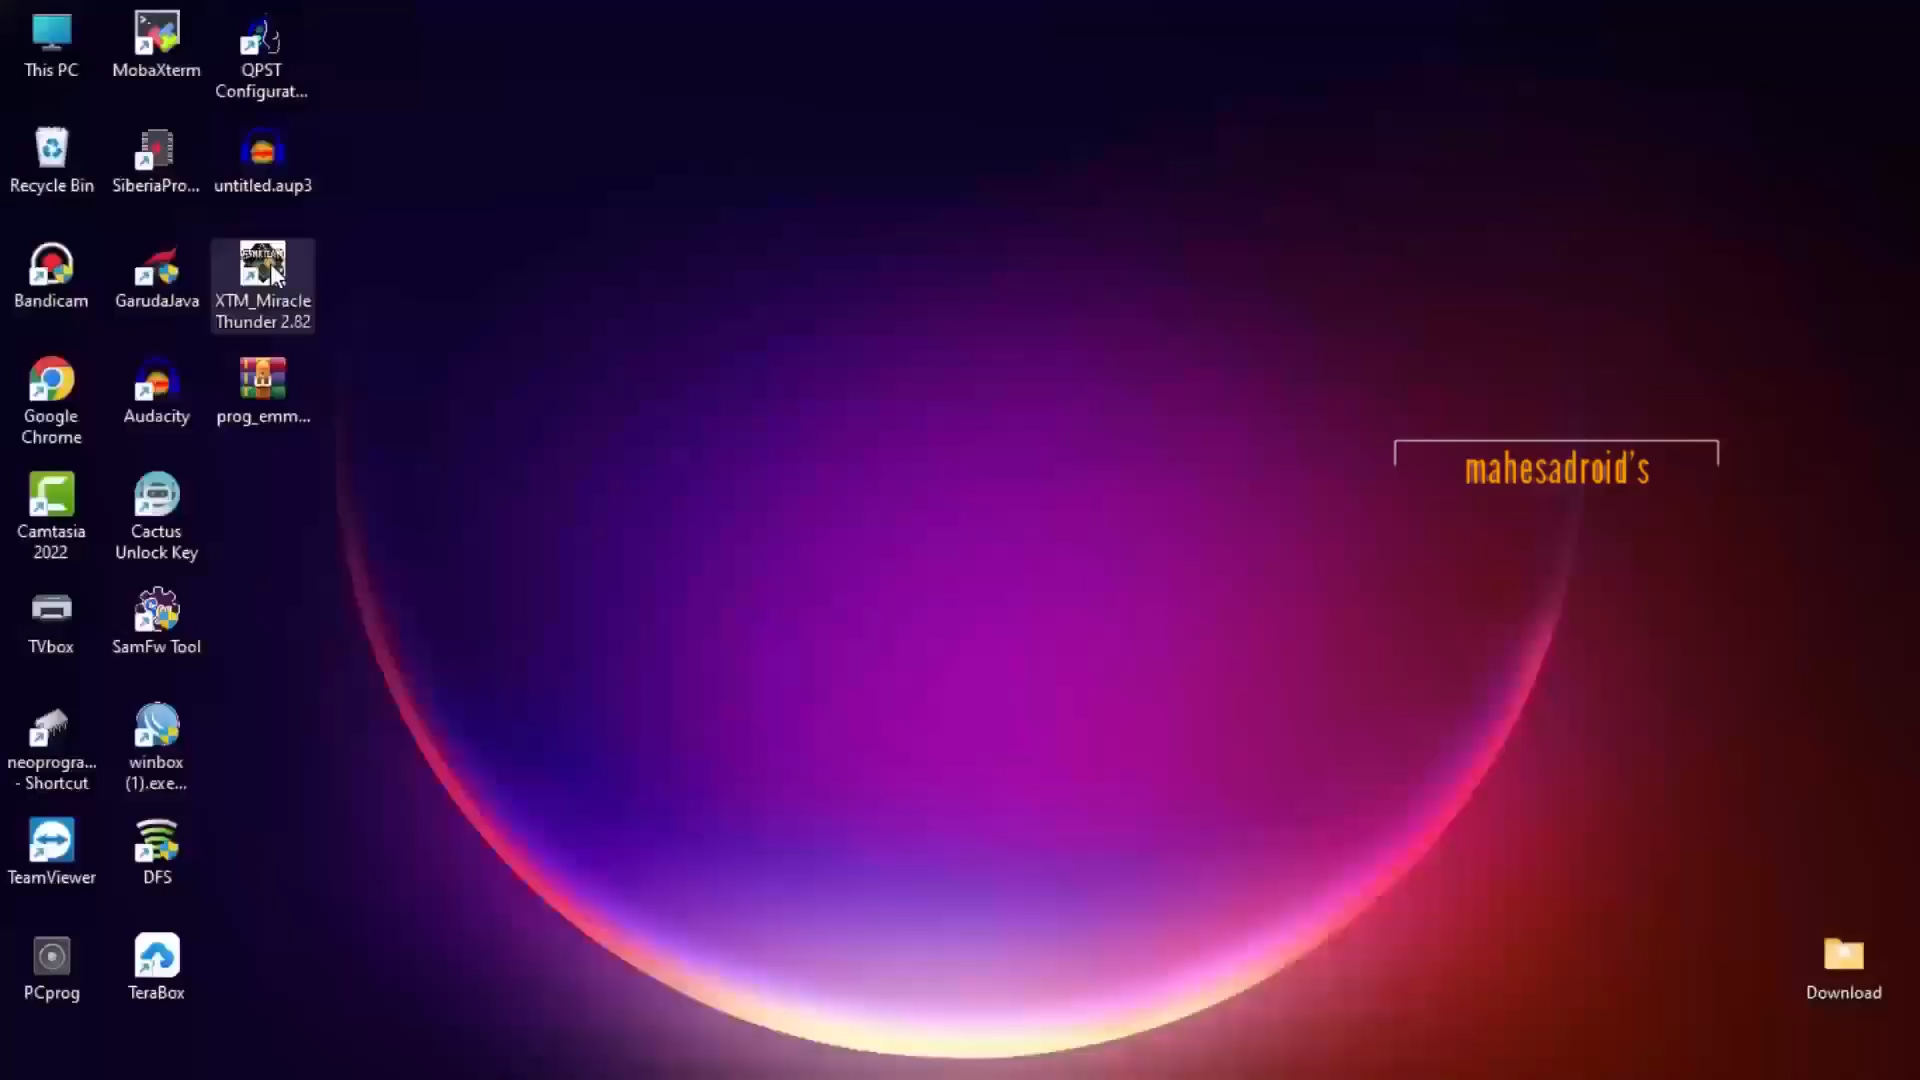 This PC
MobaXterm
QPST
Configurat...
Recycle Bin
SiberiaPro...
untitled.aup3
Bandicam
GarudaJava
XTM_Miracle
Thunder 2.82
Google
Chrome
Audacity
prog_emm...
Camtasia
2022
Cactus
Unlock Key
TVbox
SamFw Tool
neoprogra...
- Shortcut
winbox
(1).exe...
TeamViewer
DFS
PCprog
TeraBox
mahesadroid's
Download